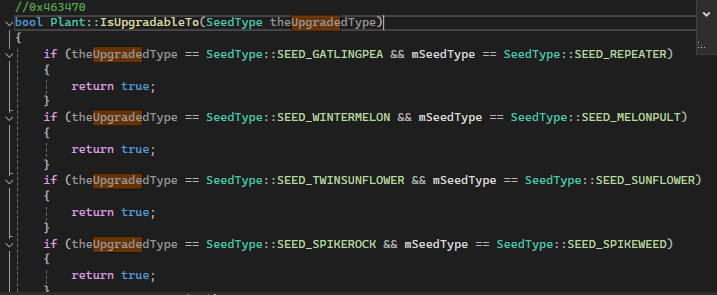 //0x463470
bool Plant::IsUpgradableTo(SeedType theUpgradedType)
{
    if (theUpgradedType == SeedType::SEED_GATLINGPEA && mSeedType == SeedType::SEED_REPEATER)
    {
        return true;
    }
    if (theUpgradedType == SeedType::SEED_WINTERMELON && mSeedType == SeedType::SEED_MELONPULT)
    {
        return true;
    }
    if (theUpgradedType == SeedType::SEED_TWINSUNFLOWER && mSeedType == SeedType::SEED_SUNFLOWER)
    {
        return true;
    }
    if (theUpgradedType == SeedType::SEED_SPIKEROCK && mSeedType == SeedType::SEED_SPIKEWEED)
    {
        return true;
    }